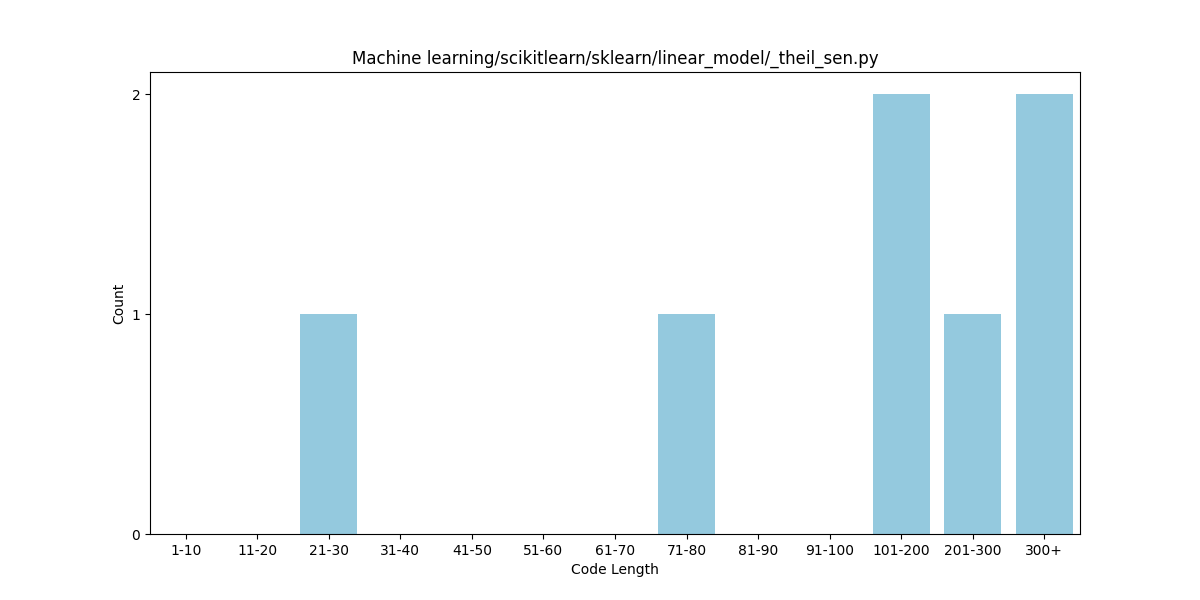 Machine learning/scikitlearn/sklearn/linear_model/_theil_sen.py
2
1
0
Count
1-10 11-20 21-30 31-40 41-50 51-60 61-70 71-80 81-90 91-100 101-200 201-300 300+
Code Length